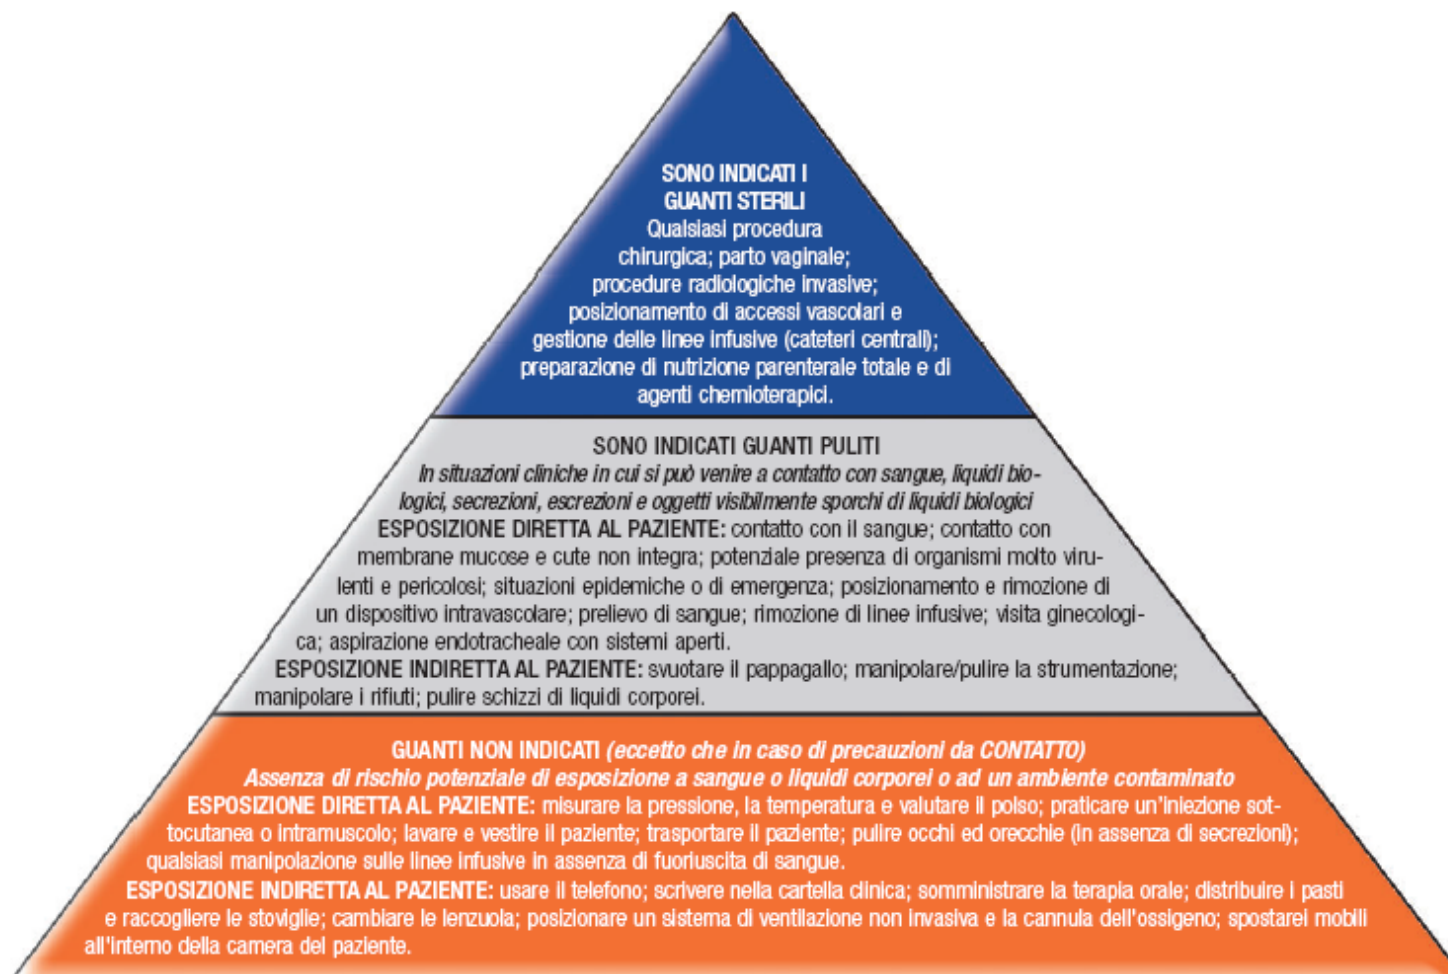 SONO INDICATI I
GUANTI STERILI
Qualsiasi procedura
chirurgica; parto vaginale;
procedure radiologiche invasive;
posizionamento di accessi vascolari e
gestione delle linee infusive (cateteri centrali);
preparazione di nutrizione parenterale totale e di
agenti chemioterapici.
SONO INDICATI GUANTI PULITI
In situazioni cliniche in cui si può venire a contatto con sangue, liquidi bio-
logici, secrezioni, escrezioni e oggetti visibilmente sporchi di liquidi biologici
ESPOSIZIONE DIRETTA AL PAZIENTE: contatto con il sangue; contatto con
membrane mucose e cute non integra; potenziale presenza di organismi molto viru-
lenti e pericolosi; situazioni epidemiche o di emergenza; posizionamento e rimozione di
un dispositivo intravascolare; prelievo di sangue; rimozione di linee infusive; visita ginecologi-
ca; aspirazione endotracheale con sistemi aperti.
ESPOSIZIONE INDIRETTA AL PAZIENTE: svuotare il pappagallo; manipolare/pulire la strumentazione;
manipolare i rifiuti; pulire schizzi di liquidi corporei.
GUANTI NON INDICATI (eccetto che in caso di precauzioni da CONTATTO)
Assenza di rischio potenziale di esposizione a sangue o liquidi corporei o ad un ambiente contaminato
ESPOSIZIONE DIRETTA AL PAZIENTE: misurare la pressione, la temperatura e valutare il polso; praticare un'iniezione sot-
tocutanea o intramuscolo; lavare e vestire il paziente; trasportare il paziente; pulire occhi ed orecchie (in assenza di secrezioni);
qualsiasi manipolazione sulle linee infusive in assenza di fuoriuscita di sangue.
ESPOSIZIONE INDIRETTA AL PAZIENTE: usare il telefono; scrivere nella cartella clinica; somministrare la terapia orale; distribuire i pasti
e raccogliere le stoviglie; cambiare le lenzuola; posizionare un sistema di ventilazione non invasiva e la cannula dell'ossigeno; spostarei mobili
all'interno della camera del paziente.